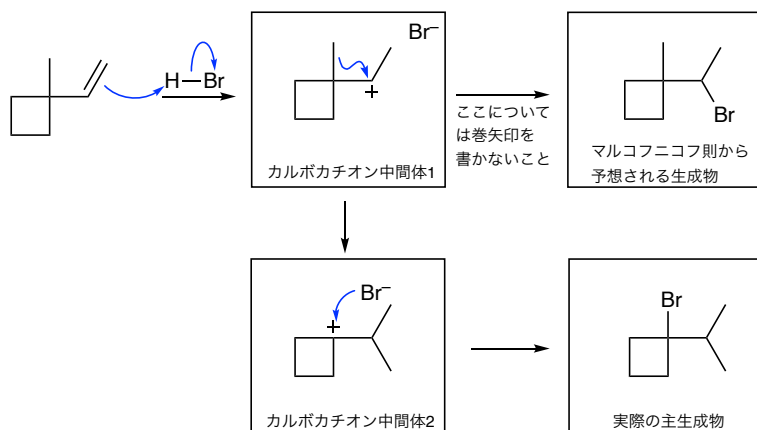 Br⁻
H
Br
+
ここについて
は巻矢印を
書かないこと
Br
カルボカチオン中間体1
マルコフニコフ則から
予想される生成物
Br⁻
+
Br
カルボカチオン中間体2
実際の主生成物